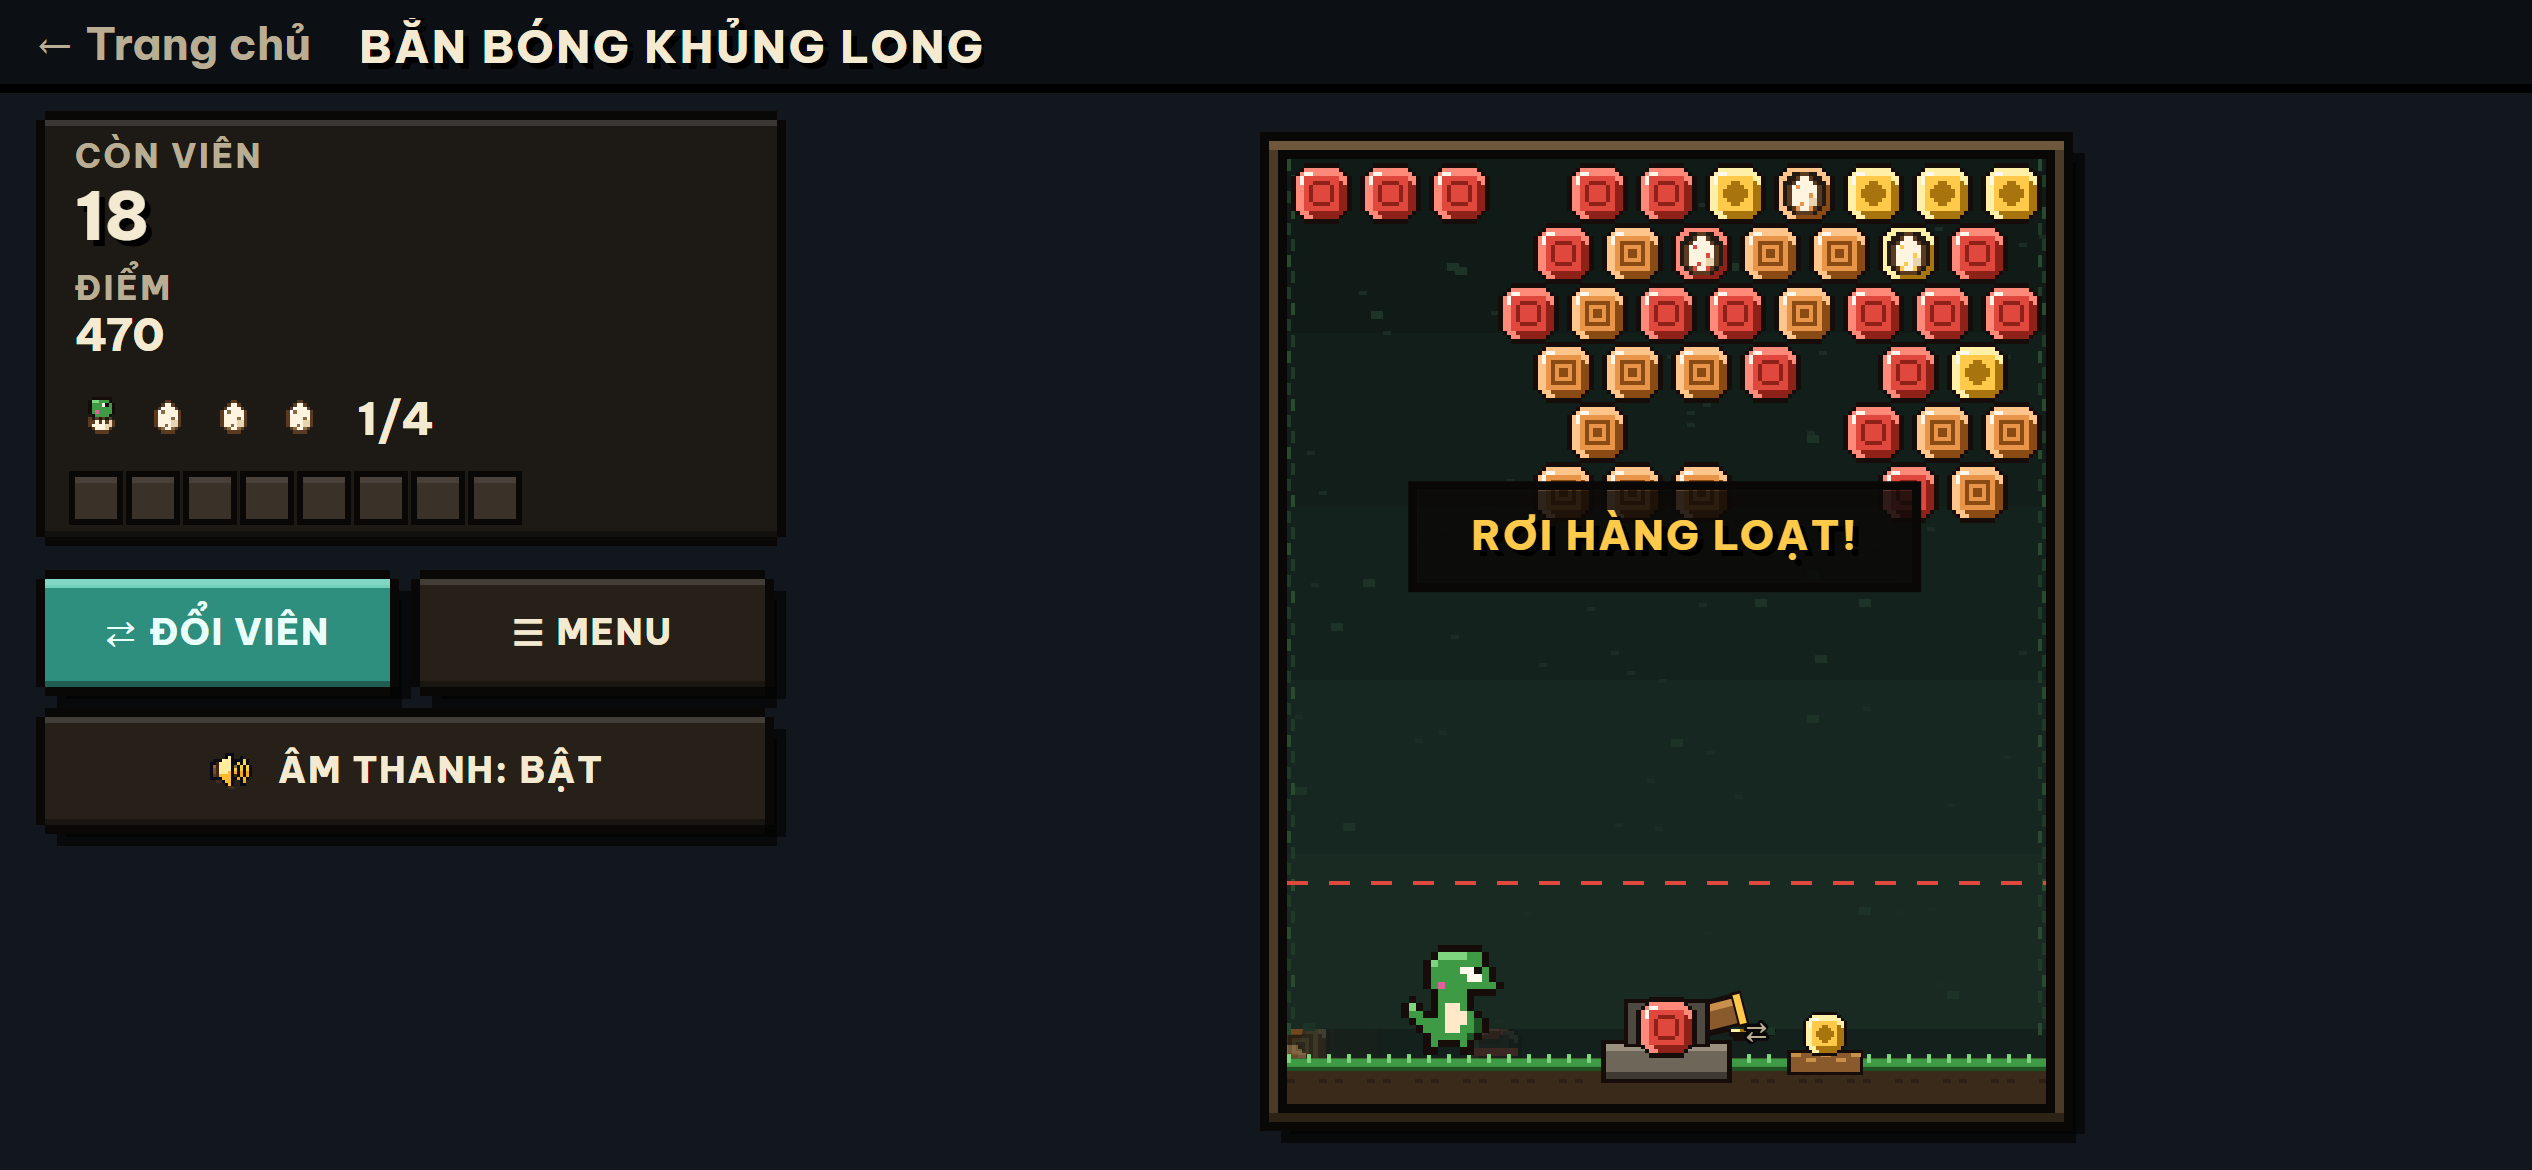 ← Trang chủ
BẮN BÓNG KHỦNG LONG
CÒN VIÊN
18
ĐIỂM
470
1/4
⇄ ĐỔI VIÊN
☰ MENU
ÂM THANH: BẬT
RƠI HÀNG LOẠT!